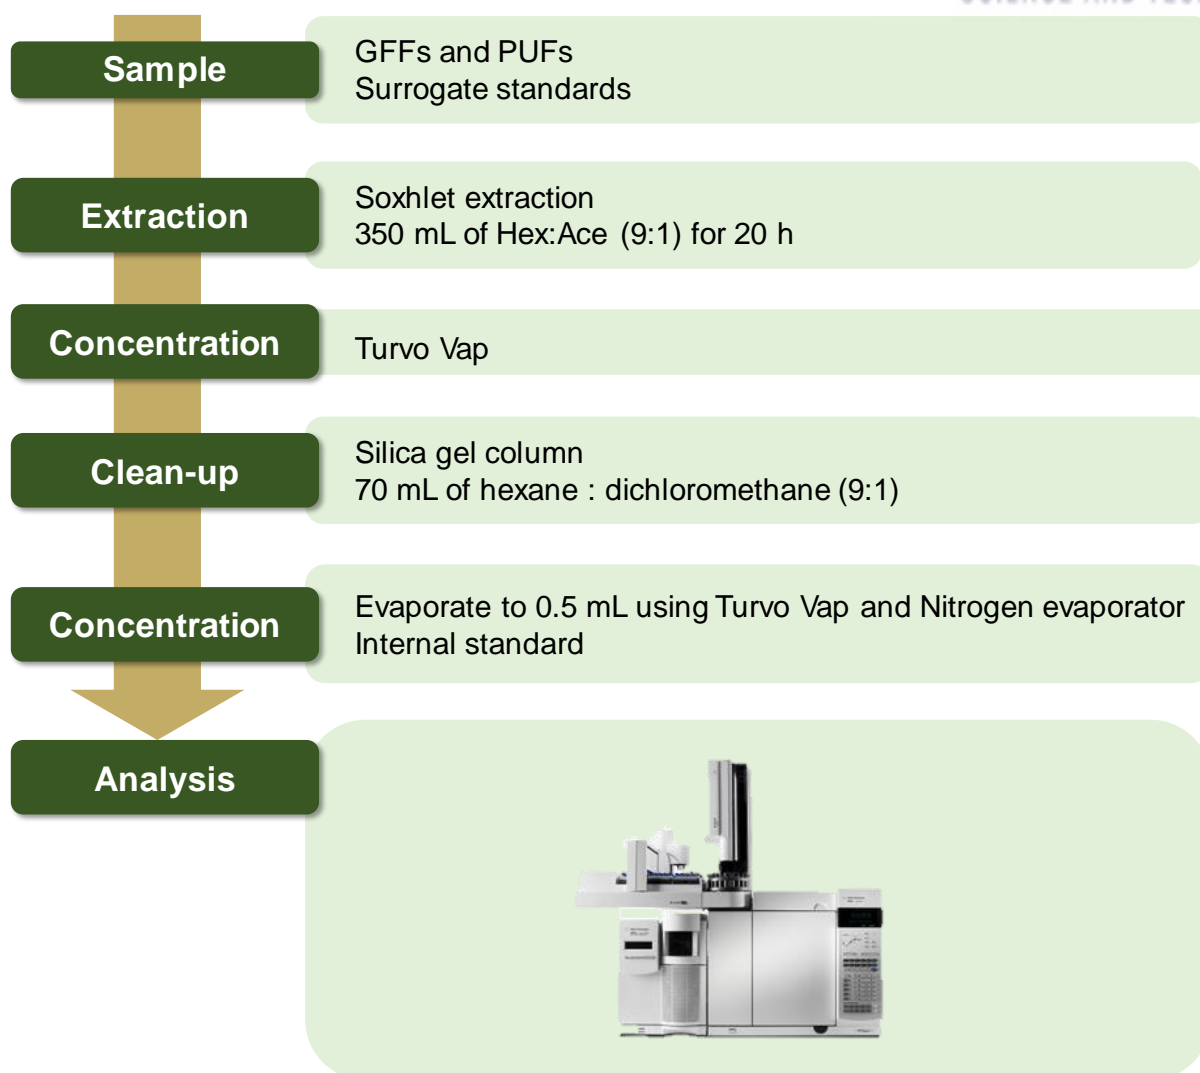 Sample
GFFs and PUFs
Surrogate standards
Extraction
Soxhlet extraction
350 mL of Hex:Ace (9:1) for 20 h
Concentration
Turvo Vap
Clean-up
Silica gel column
70 mL of hexane : dichloromethane (9:1)
Concentration
Evaporate to 0.5 mL using Turvo Vap and Nitrogen evaporator
Internal standard
Analysis